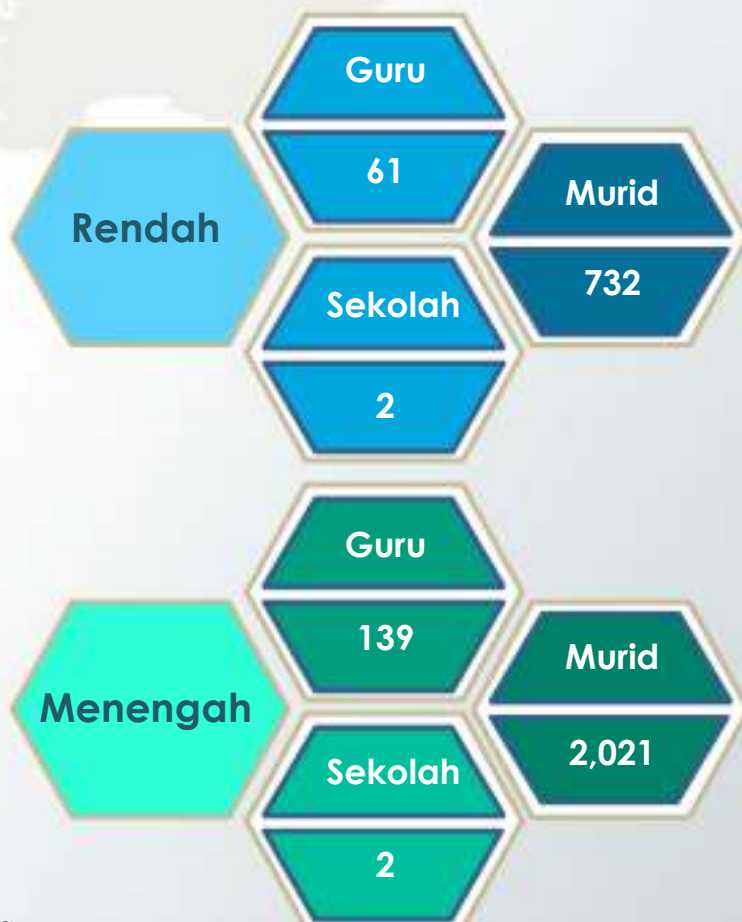 Rendah
Guru
61
Sekolah
2
Murid
732
Menengah
Guru
139
Sekolah
2
Murid
2,021